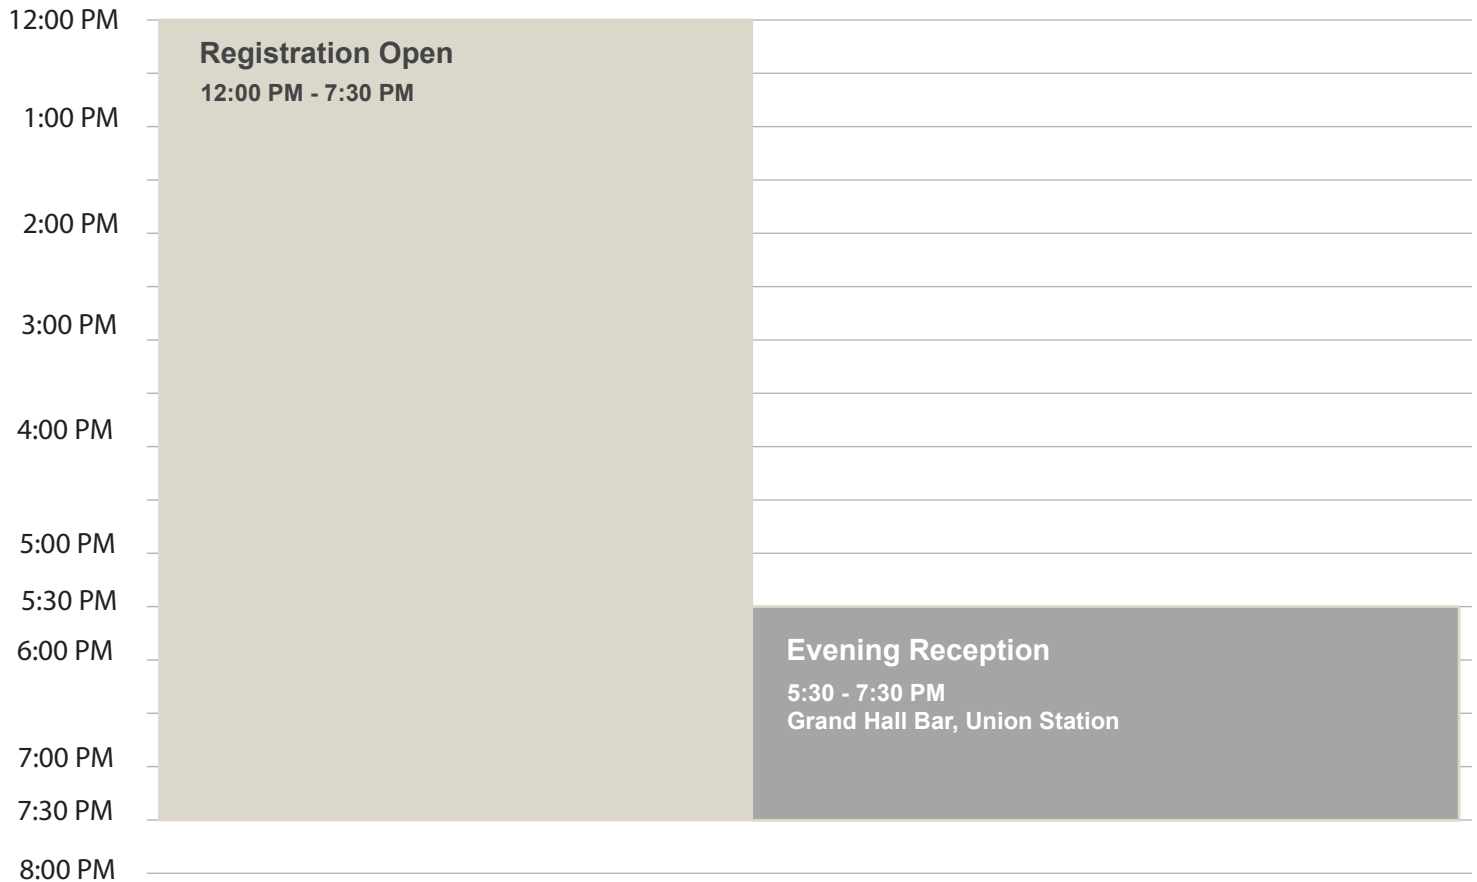 12:00 PM
Registration Open
12:00 PM - 7:30 PM
1:00 PM
2:00 PM
3:00 PM
4:00 PM
5:00 PM
5:30 PM
6:00 PM
Evening Reception
5:30 - 7:30 PM
Grand Hall Bar, Union Station
7:00 PM
7:30 PM
8:00 PM